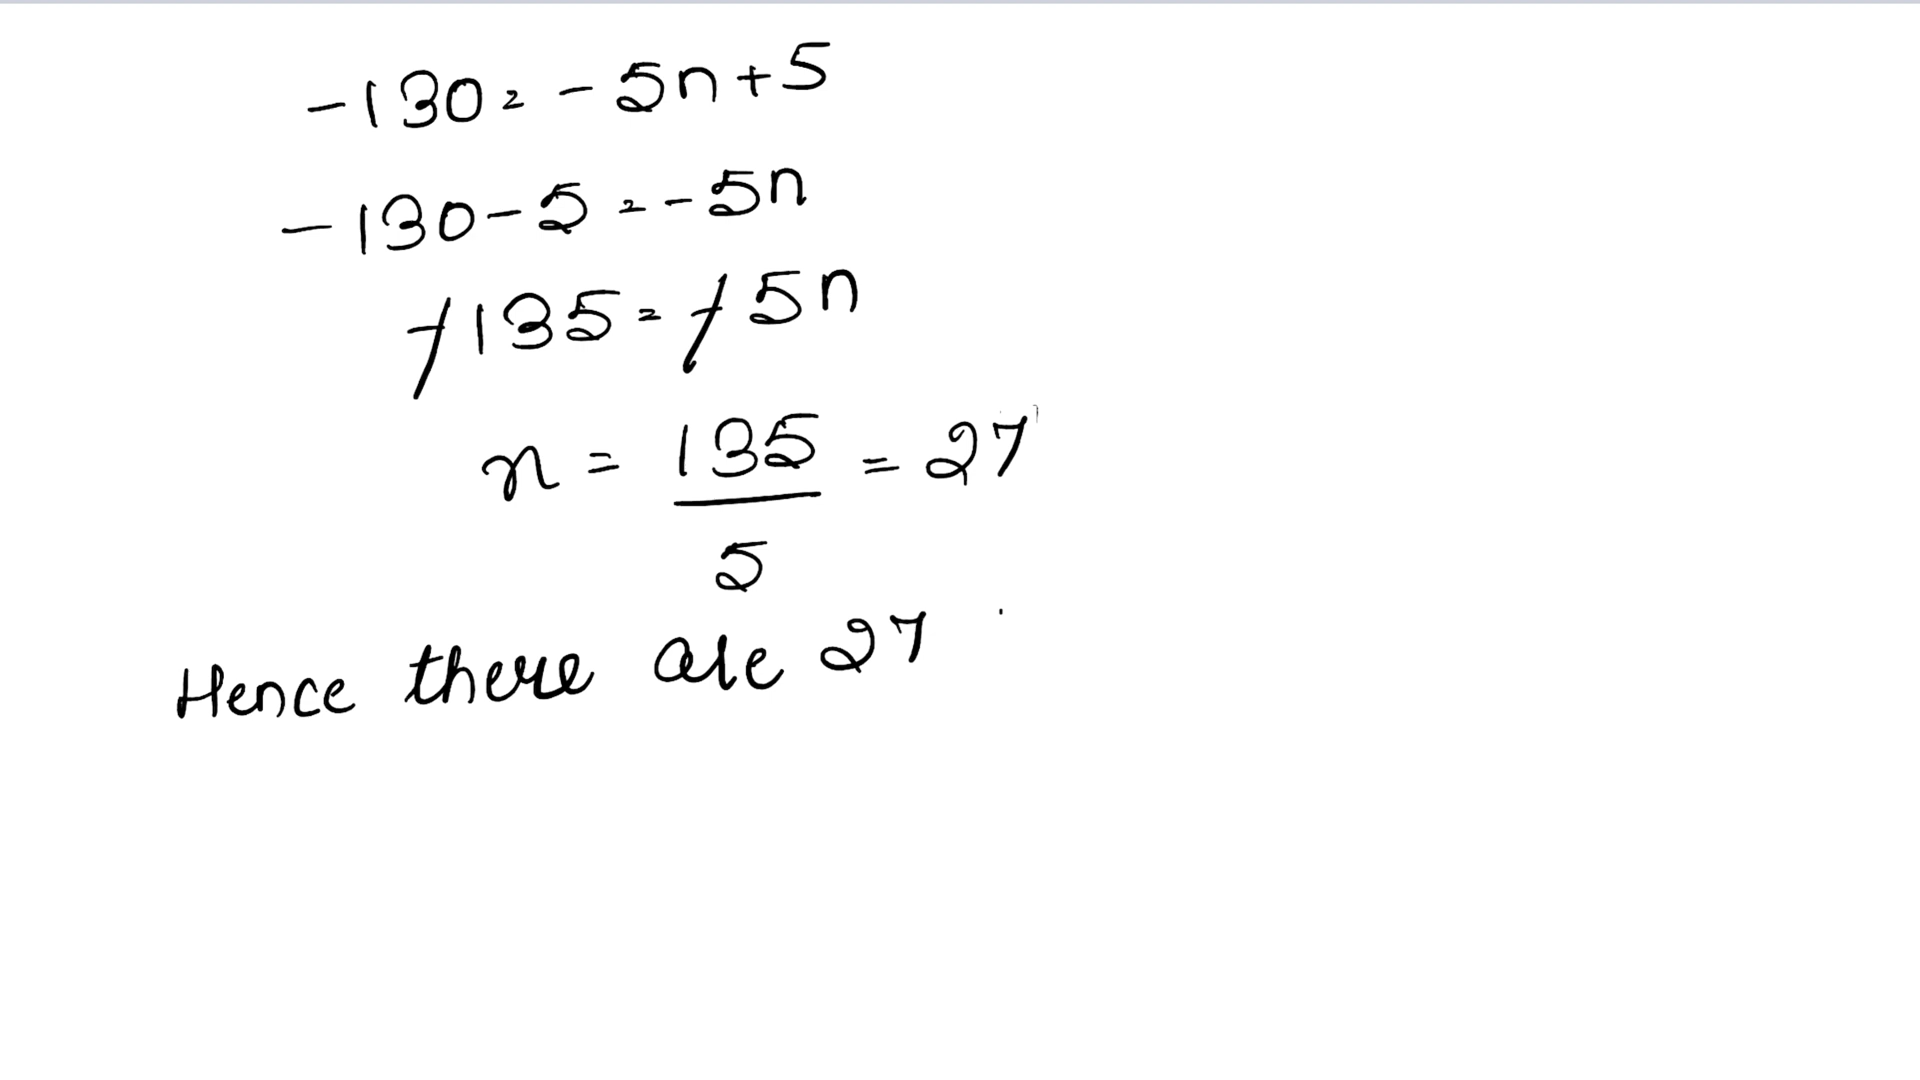 -130 = -5n+5
-130-5 = -5n
-135 = -5n
n = 135/5 = 27
Hence there are 27